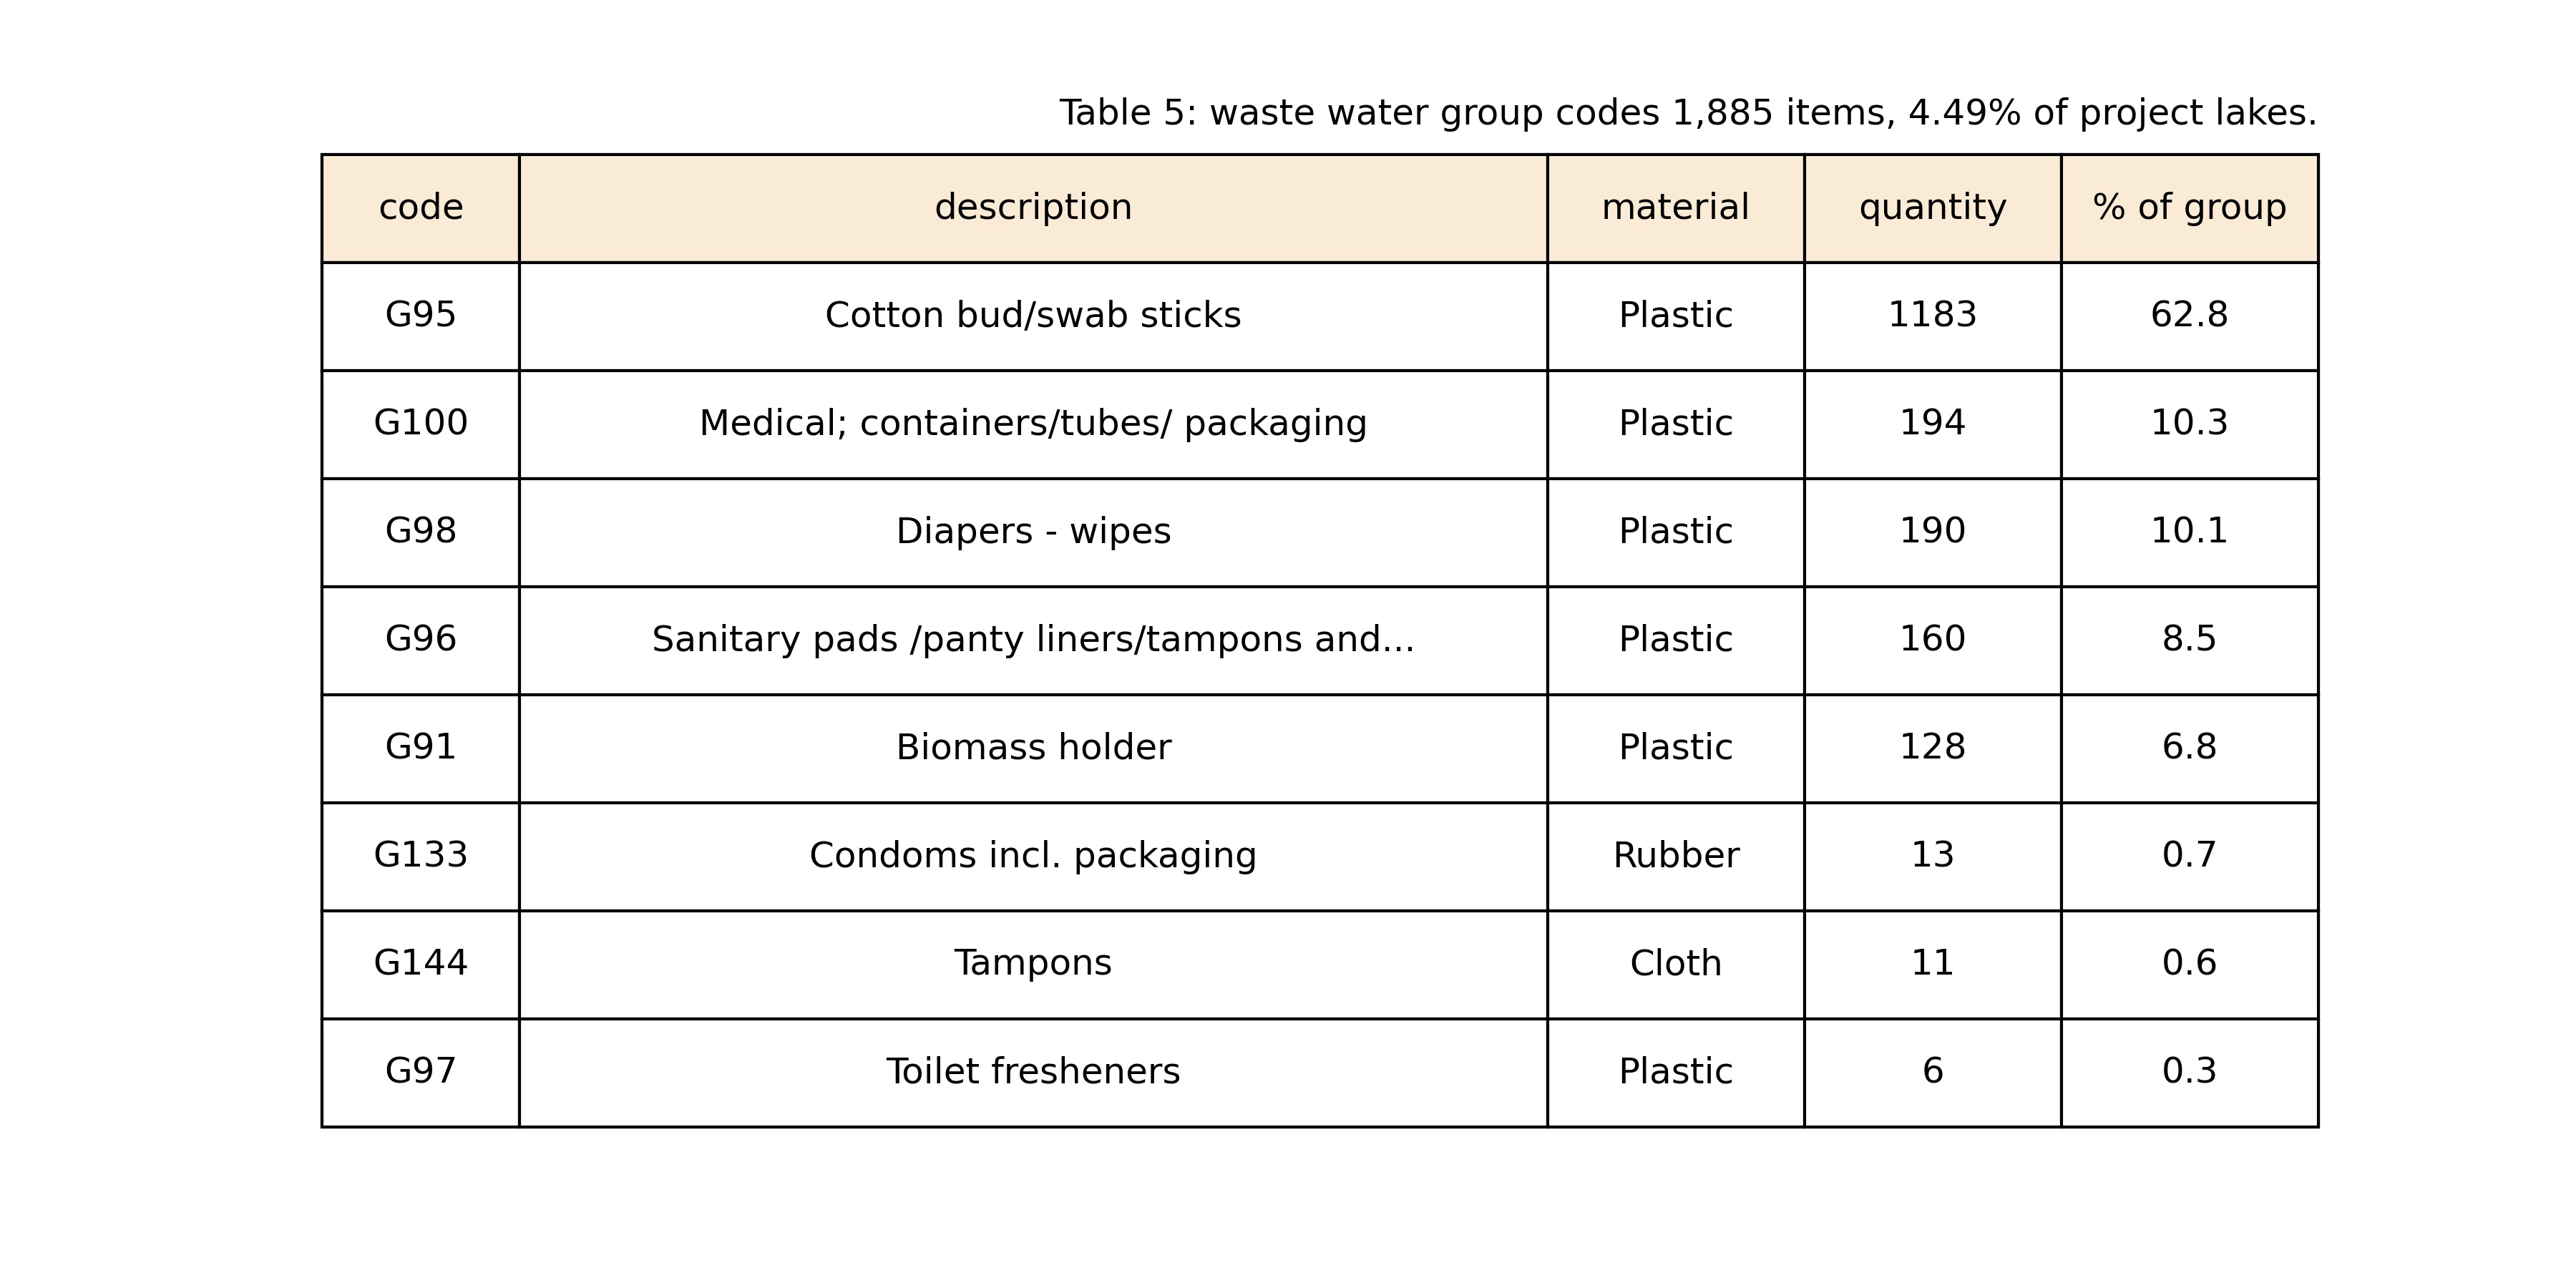 Table 5: waste water group codes 1,885 items, 4.49% of project lakes.
code description material quantity % of group
G95 Cotton bud/swab sticks Plastic 1183 62.8
G100 Medical; containers/tubes/ packaging Plastic 194 10.3
G98 Diapers - wipes Plastic 190 10.1
G96 Sanitary pads /panty liners/tampons and... Plastic 160 8.5
G91 Biomass holder Plastic 128 6.8
G133 Condoms incl. packaging Rubber 13 0.7
G144 Tampons Cloth 11 0.6
G97 Toilet fresheners Plastic 6 0.3